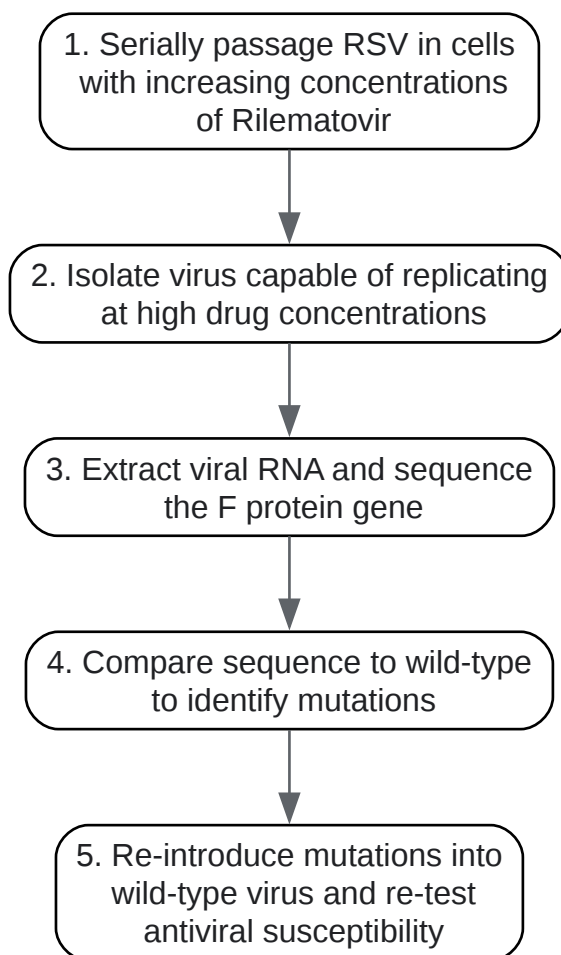 1. Serially passage RSV in cells
with increasing concentrations
of Rilematovir
2. Isolate virus capable of replicating
at high drug concentrations
3. Extract viral RNA and sequence
the F protein gene
4. Compare sequence to wild-type
to identify mutations
5. Re-introduce mutations into
wild-type virus and re-test
antiviral susceptibility